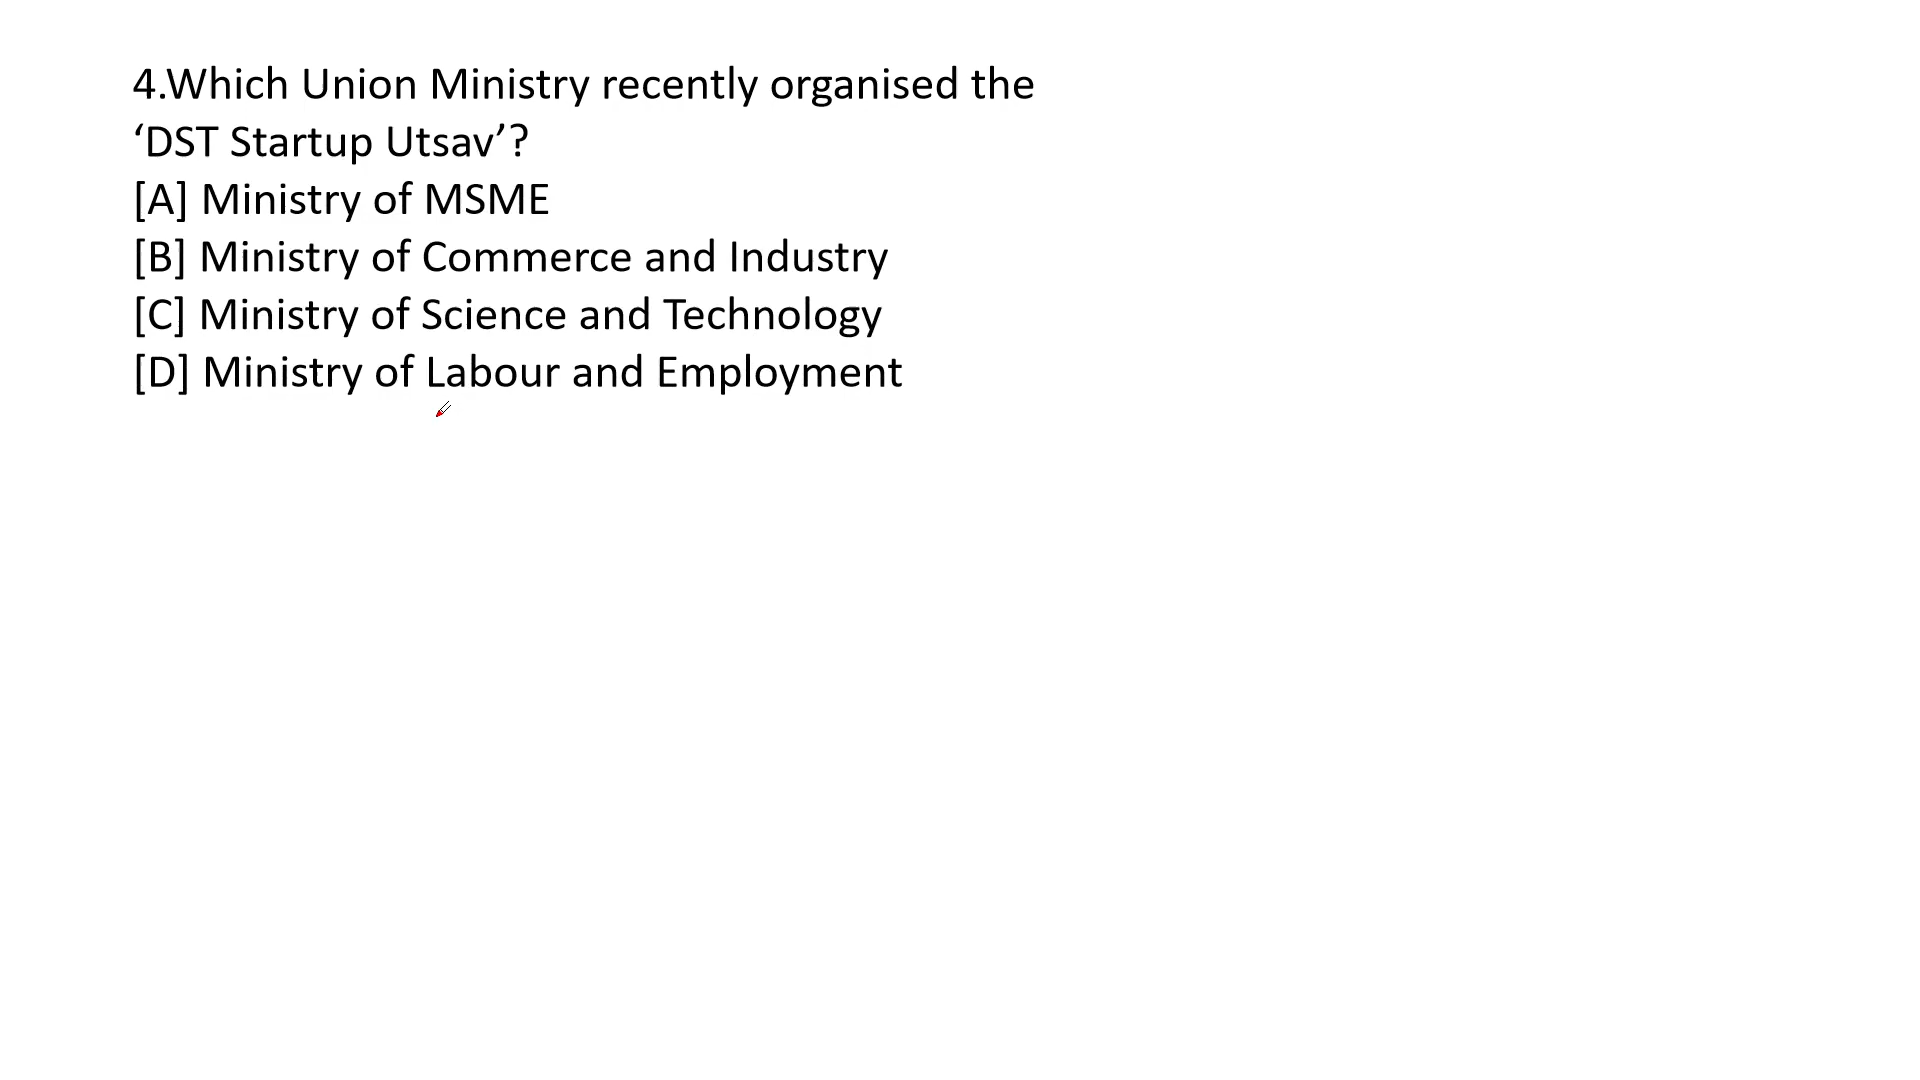 4.Which Union Ministry recently organised the
‘DST Startup Utsav’?
[A] Ministry of MSME
[B] Ministry of Commerce and Industry
[C] Ministry of Science and Technology
[D] Ministry of Labour and Employment